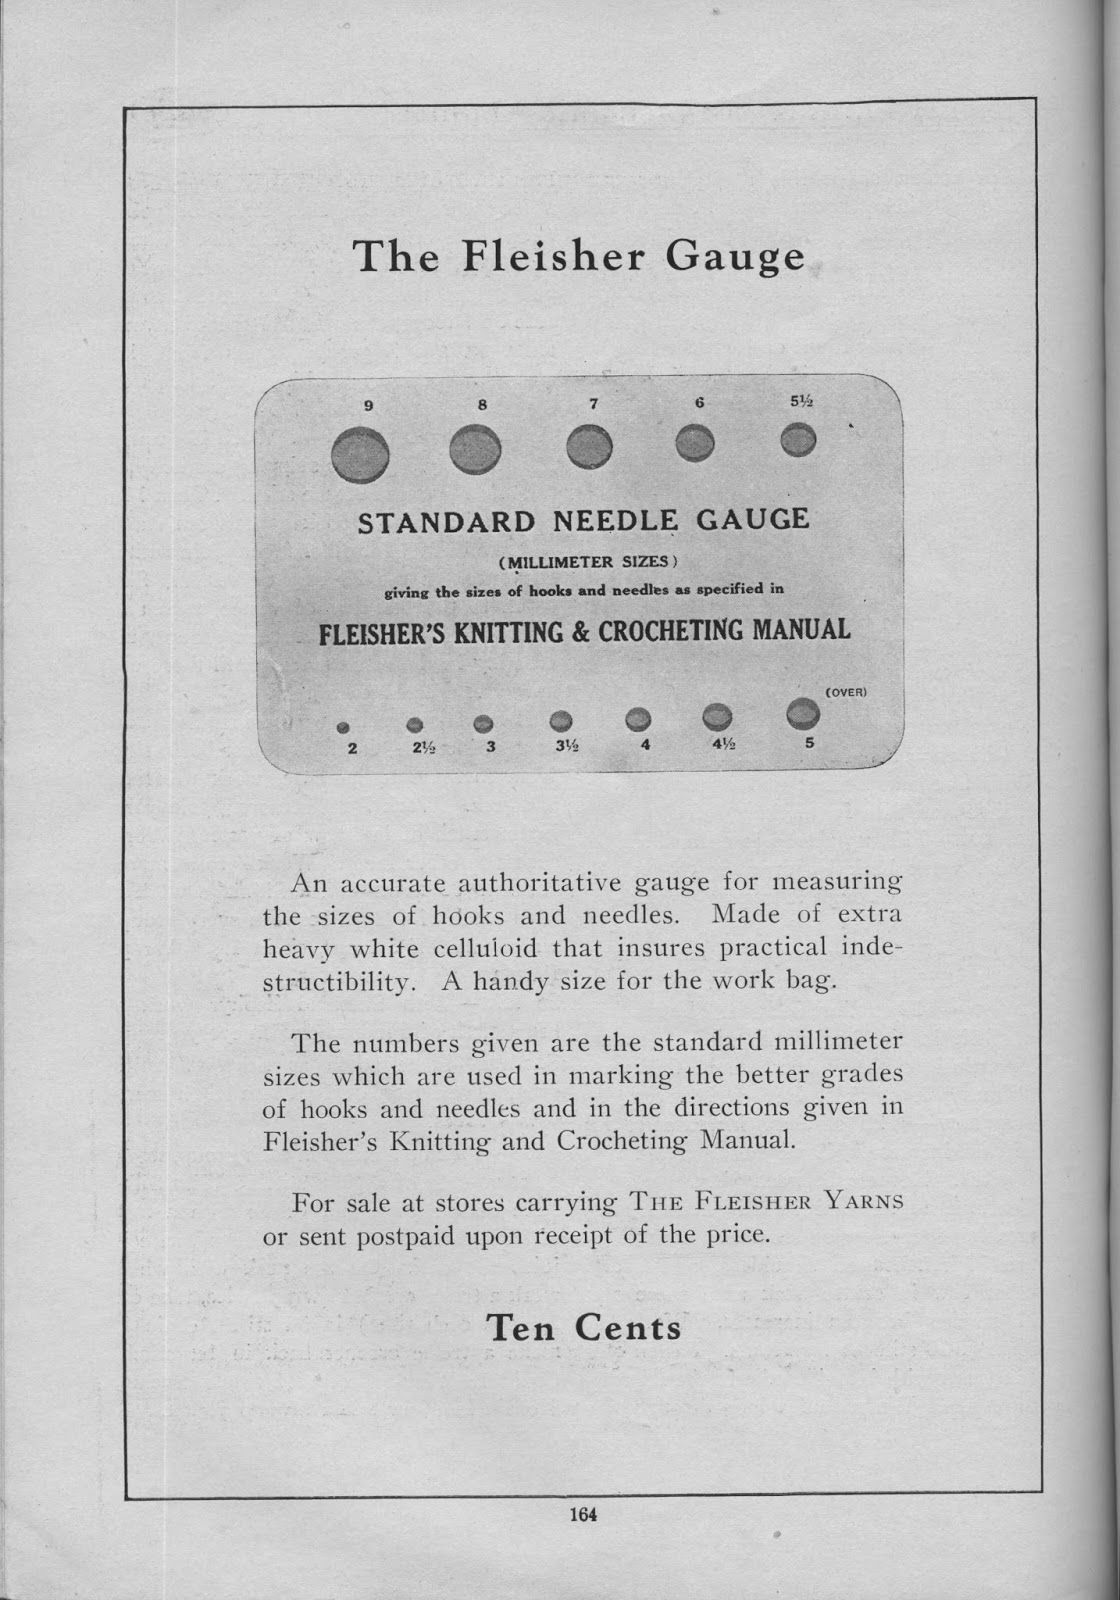 The Fleisher Gauge
9 8 7 6 5½
STANDARD NEEDLE GAUGE
(MILLIMETER SIZES)
giving the sizes of hooks and needles as specified in
FLEISHER'S KNITTING & CROCHETING MANUAL
(OVER)
2 2½ 3 3½ 4 4½ 5
An accurate authoritative gauge for measuring
the sizes of hooks and needles. Made of extra
heavy white celluloid that insures practical inde-
structibility. A handy size for the work bag.
The numbers given are the standard millimeter
sizes which are used in marking the better grades
of hooks and needles and in the directions given in
Fleisher's Knitting and Crocheting Manual.
For sale at stores carrying THE FLEISHER YARNS
or sent postpaid upon receipt of the price.
Ten Cents
164